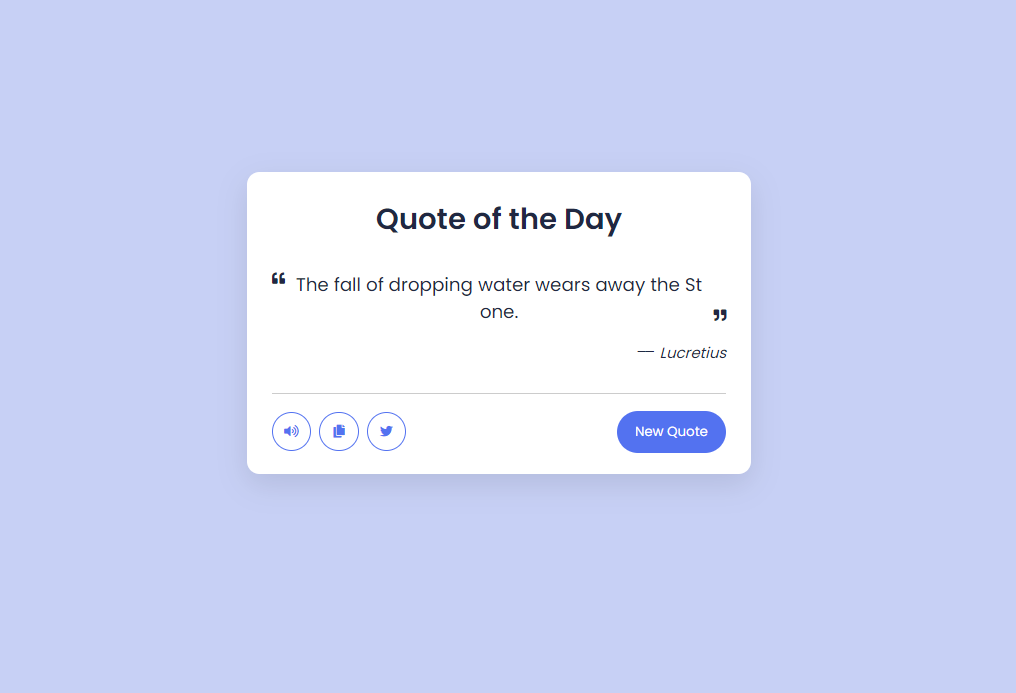 Quote of the Day
“ The fall of dropping water wears away the St
one. ”
— Lucretius
New Quote